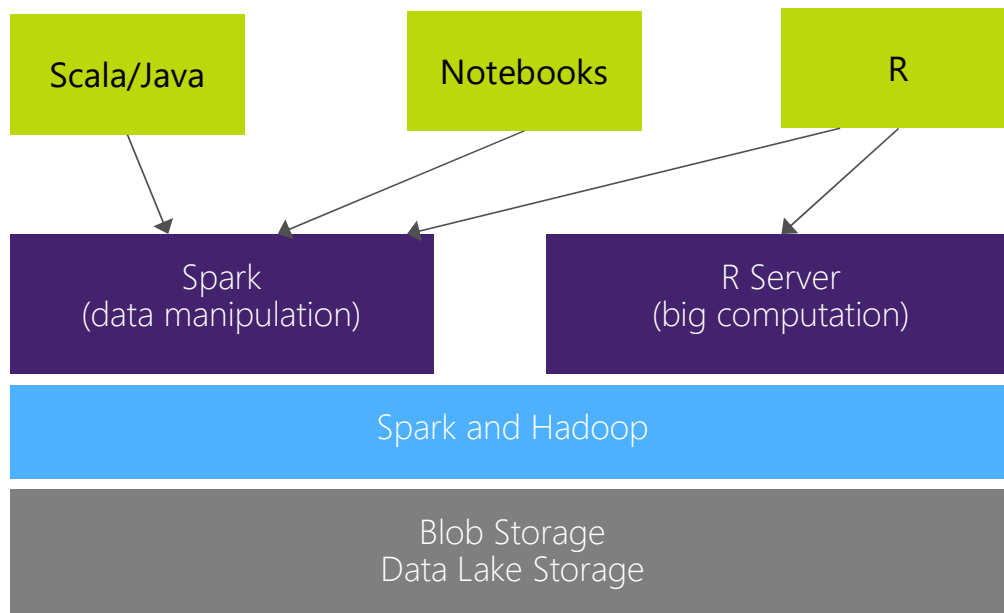 Scala/Java
Notebooks
R
Spark
(data manipulation)
R Server
(big computation)
Spark and Hadoop
Blob Storage
Data Lake Storage